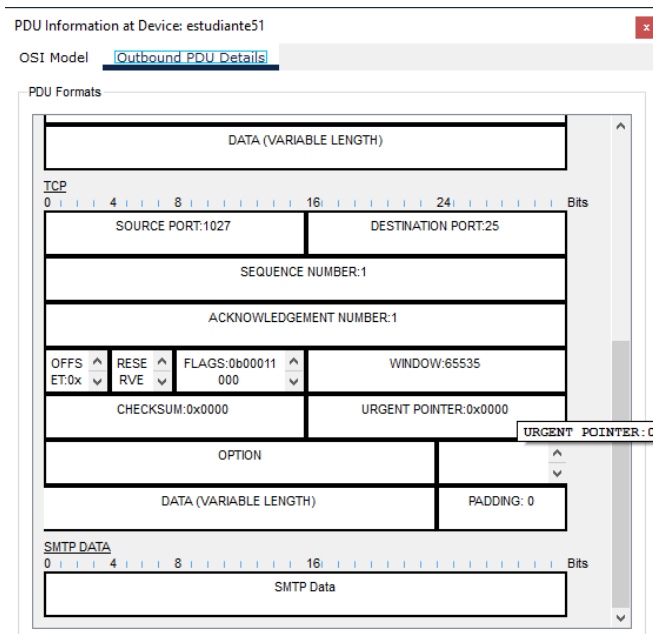 PDU Information at Device: estudiante51
x
OSI Model Outbound PDU Details
PDU Formats
DATA (VARIABLE LENGTH)
TCP
0 4 8 16 24 Bits
SOURCE PORT:1027 DESTINATION PORT:25
SEQUENCE NUMBER:1
ACKNOWLEDGEMENT NUMBER:1
OFFS RESE FLAGS:0b00011 WINDOW:65535
ET:0x RVE 000
CHECKSUM:0x0000 URGENT POINTER:0x0000
URGENT POINTER:0
OPTION
DATA (VARIABLE LENGTH) PADDING: 0
SMTP DATA
0 4 8 16 24 Bits
SMTP Data